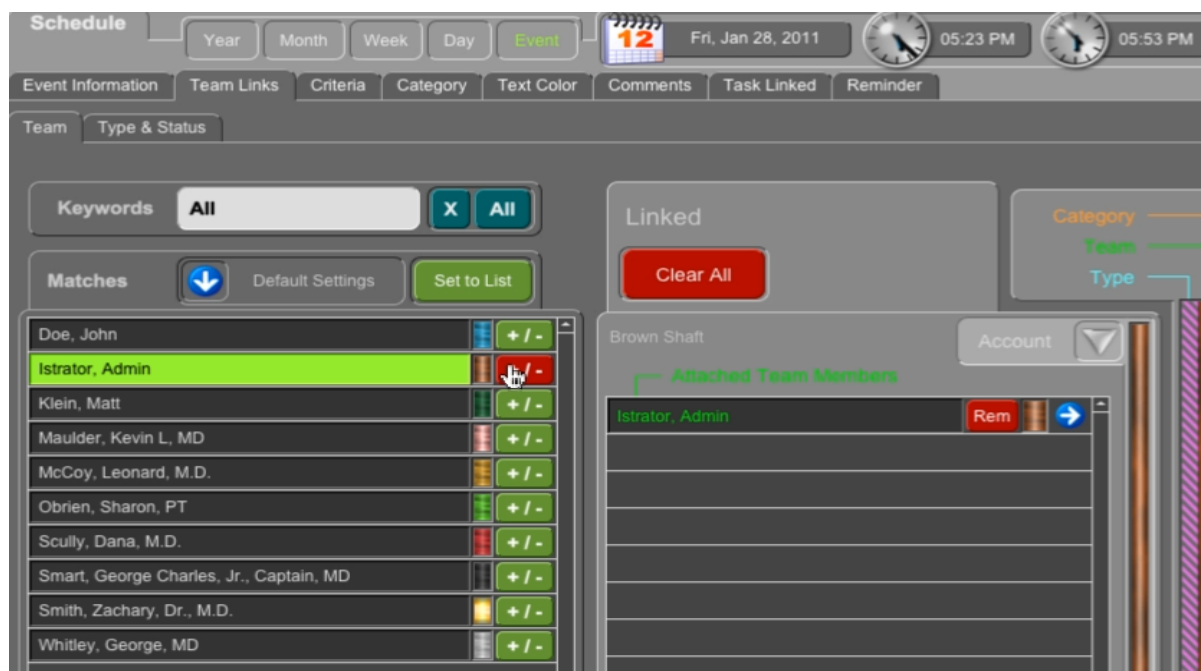 Schedule
Year Month Week Day Event
12
Fri, Jan 28, 2011
05:23 PM
05:53 PM
Event Information Team Links Criteria Category Text Color Comments Task Linked Reminder
Team Type & Status
Keywords All X All
Matches Default Settings Set to List
Doe, John + / -
Istrator, Admin / -
Klein, Matt + / -
Maulder, Kevin L, MD + / -
McCoy, Leonard, M.D. + / -
Obrien, Sharon, PT + / -
Scully, Dana, M.D. + / -
Smart, George Charles, Jr., Captain, MD + / -
Smith, Zachary, Dr., M.D. + / -
Whitley, George, MD + / -
Linked
Clear All
Brown Shaft
Account
Attached Team Members
Istrator, Admin Rem
Category
Team
Type